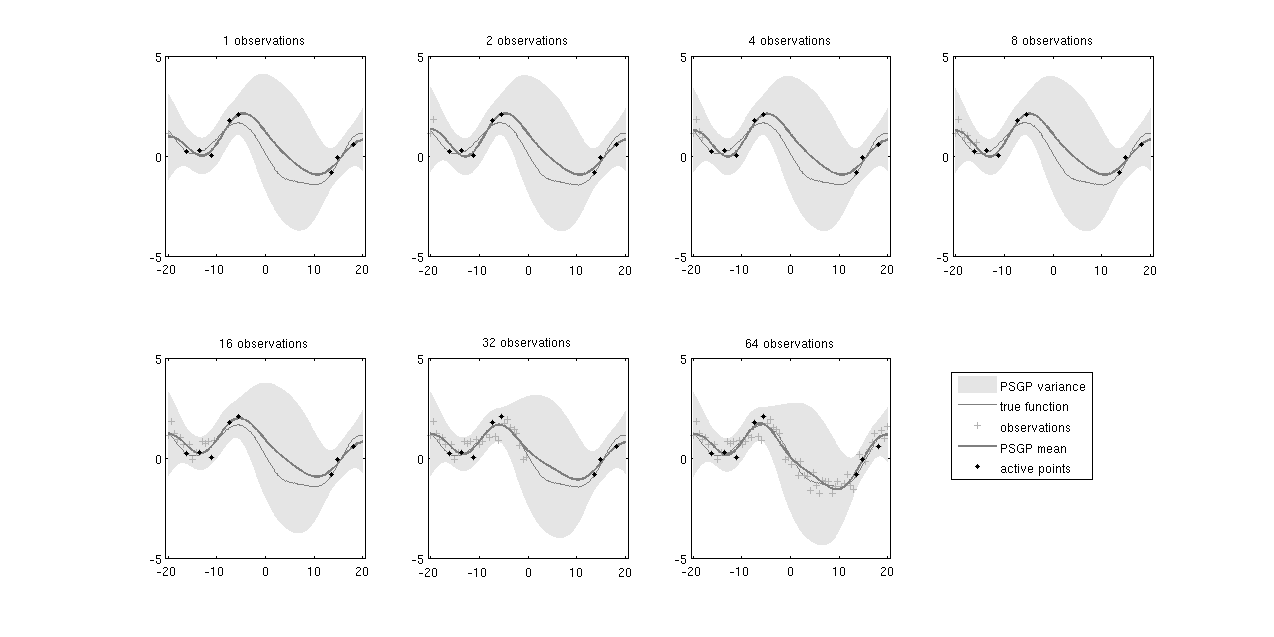 1 observations
2 observations
4 observations
8 observations
5
5
5
5
0
0
0
0
-5
-5
-5
-5
-20 -10 0 10 20
-20 -10 0 10 20
-20 -10 0 10 20
-20 -10 0 10 20
16 observations
32 observations
64 observations
5
5
5
0
0
0
-5
-5
-5
-20 -10 0 10 20
-20 -10 0 10 20
-20 -10 0 10 20
PSGP variance
true function
observations
PSGP mean
active points